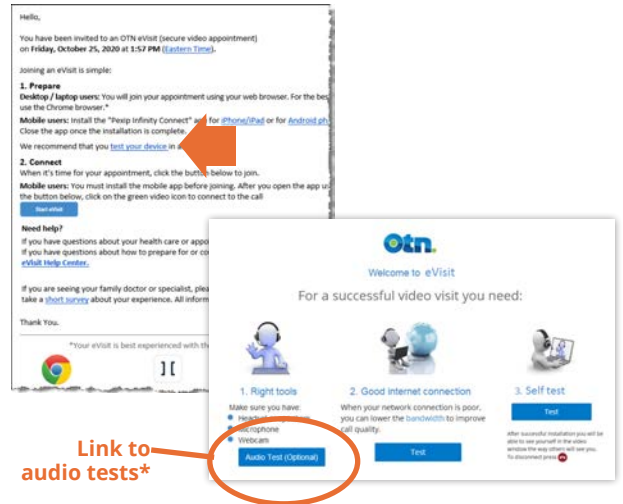 Hello,
You have been invited to an OTN eVisit (secure video appointment)
on Friday, October 25, 2020 at 1:57 PM (Eastern Time).
Joining an eVisit is simple:
1. Prepare
Desktop / laptop users: You will join your appointment using your web browser. For the bes
use the Chrome browser.*
Mobile users: Install the "Pexip Infinity Connect" app for iPhone/iPad or for Android ph
Close the app once the installation is complete.
We recommend that you test your device in a
2. Connect
When it's time for your appointment, click the button below to join.
Mobile users: You must install the mobile app before joining. After you open the app u
the button below, click on the green video icon to connect to the call
Start eVisit
Need help?
If you have questions about your health care or appo
If you have questions about how to prepare for or co
eVisit Help Center.
If you are seeing your family doctor or specialist, plea
take a short survey about your experience. All inform
Thank You.
*Your eVisit is best experienced with the
otn.
Welcome to eVisit
For a successful video visit you need:
1. Right tools
Make sure you have:
Headset
Microphone
Webcam
Audio Test (Optional)
2. Good internet connection
When your network connection is poor,
you can lower the bandwidth to improve
call quality.
Test
3. Self test
Test
After successful installation you will be
able to see yourself in the video
window the way others will see you.
To disconnect press
Link to
audio tests*